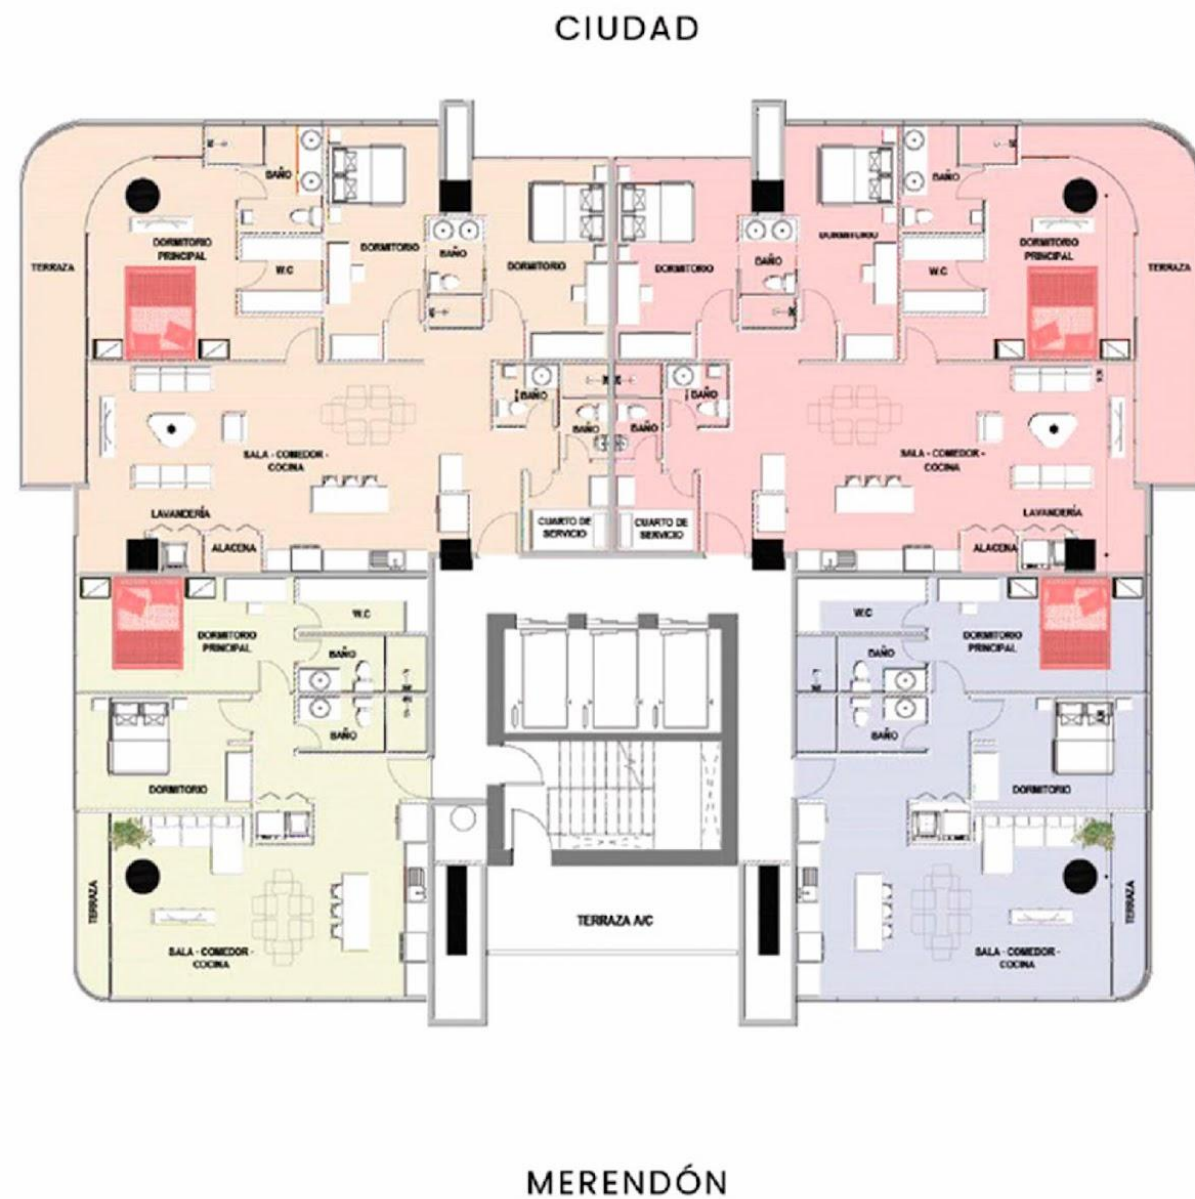 CIUDAD
BAÑO
BAÑO
DORMITORIO
PRINCIPAL
DORMITORIO
BAÑO
BAÑO
DORMITORIO
DORMITORIO
PRINCIPAL
TERRAZA
W.C
DORMITORIO
DORMITORIO
W.C
TERRAZA
BAÑO
BAÑO
BAÑO
BAÑO
SALA - COMEDOR -
COCINA
SALA - COMEDOR -
COCINA
LAVANDERÍA
LAVANDERÍA
CUARTO DE
SERVICIO
CUARTO DE
SERVICIO
ALACENA
ALACENA
W.C
W.C
DORMITORIO
PRINCIPAL
DORMITORIO
PRINCIPAL
BAÑO
BAÑO
BAÑO
BAÑO
DORMITORIO
DORMITORIO
TERRAZA
TERRAZA
TERRAZA A/C
SALA - COMEDOR -
COCINA
SALA - COMEDOR -
COCINA
MERENDÓN